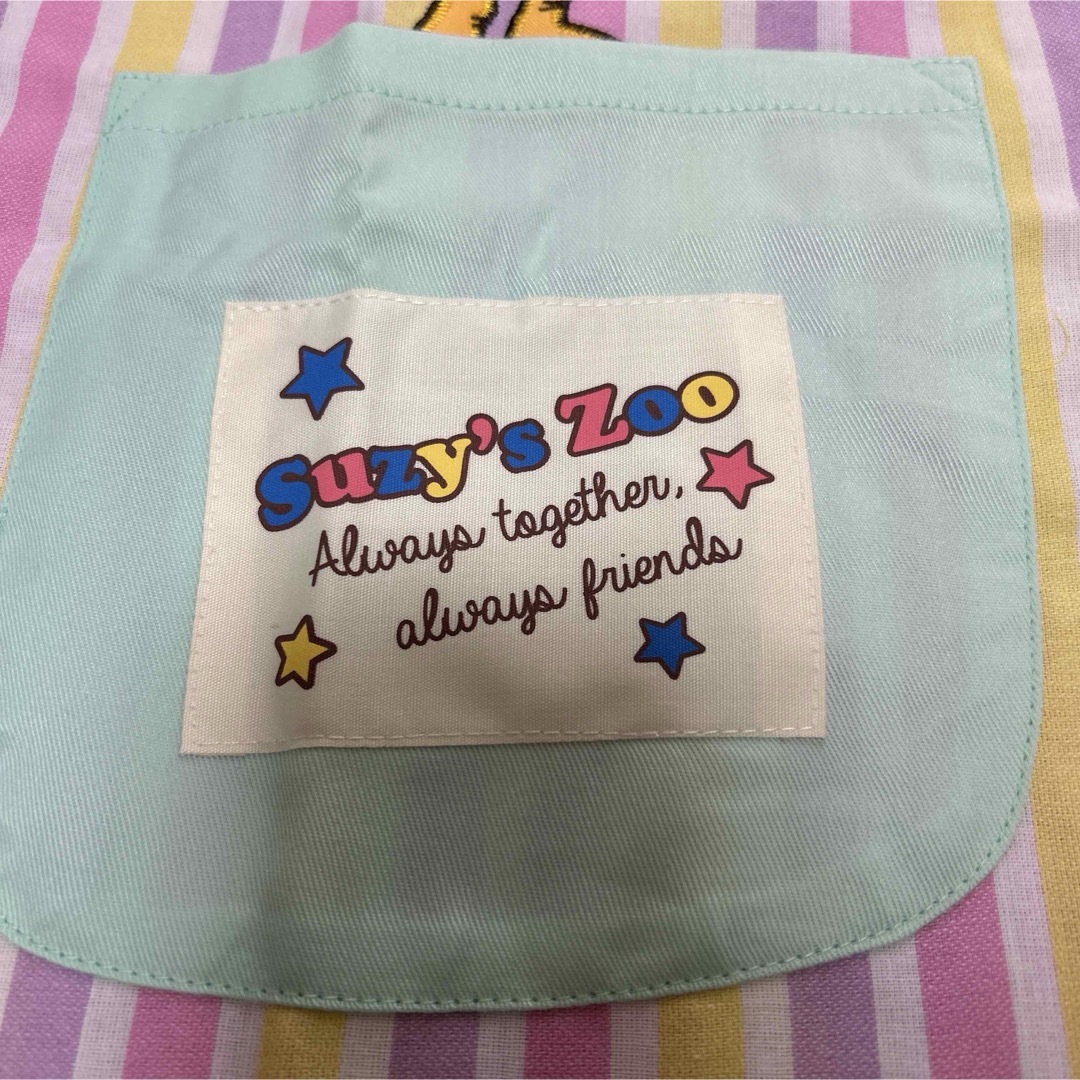 Suzy's Zoo
Always together,
always friends